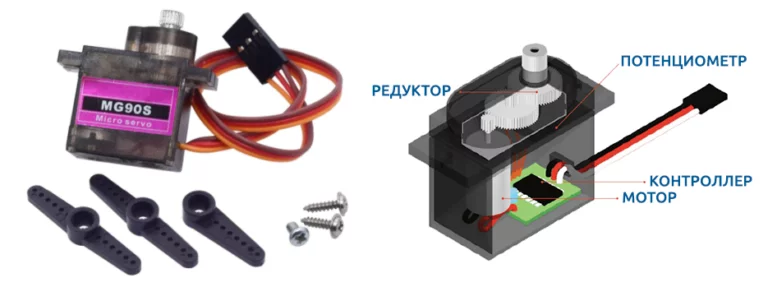 MG90S
Micro servo
ПОТЕНЦИОМЕТР
РЕДУКТОР
КОНТРОЛЛЕР
МОТОР